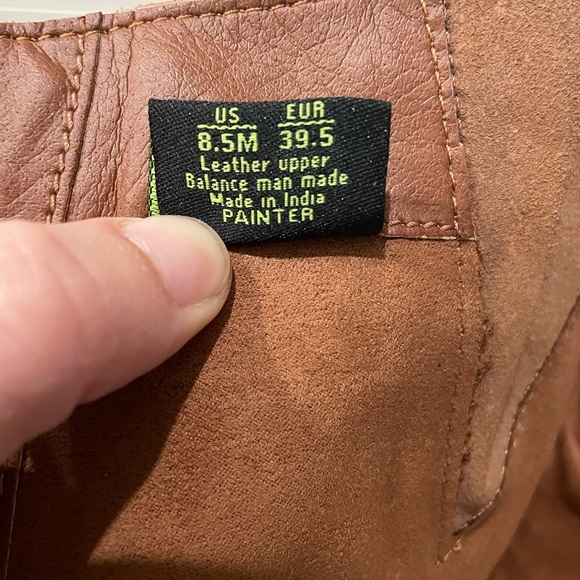 US EUR
8.5M 39.5
Leather upper
Balance man made
Made in India
PAINTER